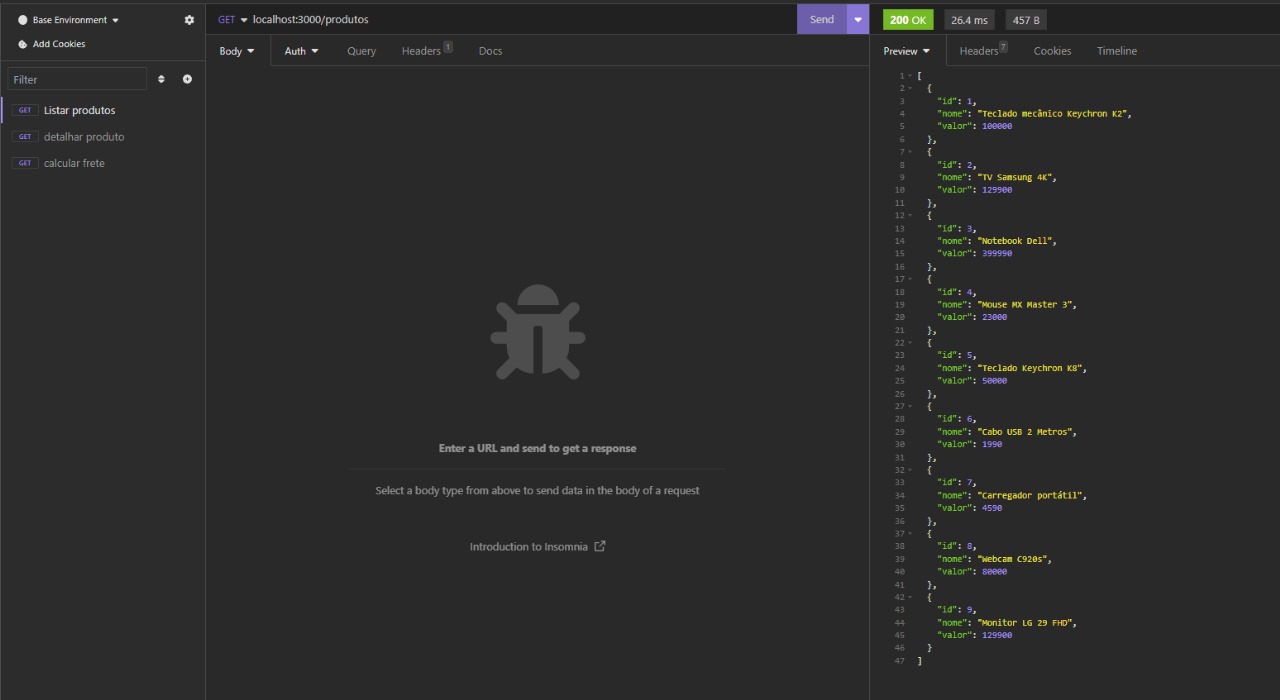 Base Environment
Add Cookies
Filter
GET Listar produtos
GET detalhar produto
GET calcular frete
GET localhost:3000/produtos Send
Body Auth Query Headers 1 Docs
Enter a URL and send to get a response
Select a body type from above to send data in the body of a request
Introduction to Insomnia
200 OK 26.4 ms 457 B
Preview Headers 7 Cookies Timeline
1 [
2 {
3 "id": 1,
4 "nome": "Teclado mecânico Keychron K2",
5 "valor": 100000
6 },
7 {
8 "id": 2,
9 "nome": "TV Samsung 4K",
10 "valor": 129900
11 },
12 {
13 "id": 3,
14 "nome": "Notebook Dell",
15 "valor": 399990
16 },
17 {
18 "id": 4,
19 "nome": "Mouse MX Master 3",
20 "valor": 23000
21 },
22 {
23 "id": 5,
24 "nome": "Teclado Keychron K8",
25 "valor": 50000
26 },
27 {
28 "id": 6,
29 "nome": "Cabo USB 2 Metros",
30 "valor": 1990
31 },
32 {
33 "id": 7,
34 "nome": "Carregador portátil",
35 "valor": 4590
36 },
37 {
38 "id": 8,
39 "nome": "Webcam C920s",
40 "valor": 80000
41 },
42 {
43 "id": 9,
44 "nome": "Monitor LG 29 FHD",
45 "valor": 129900
46 }
47 ]